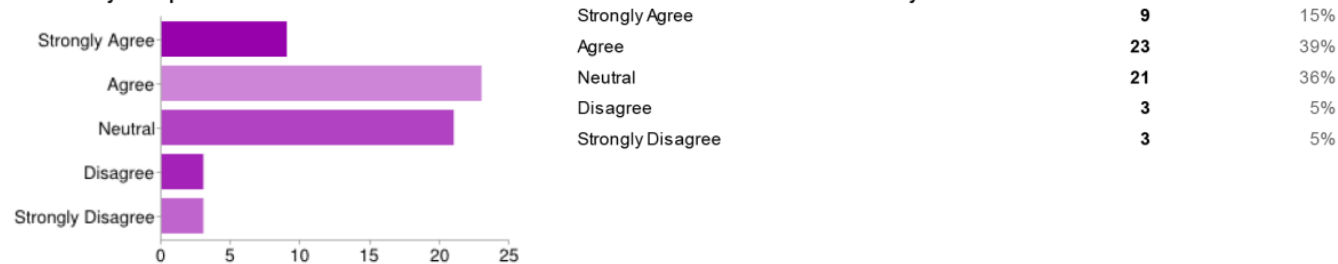 Strongly Agree
Agree
Neutral
Disagree
Strongly Disagree
0 5 10 15 20 25
Strongly Agree 9 15%
Agree 23 39%
Neutral 21 36%
Disagree 3 5%
Strongly Disagree 3 5%